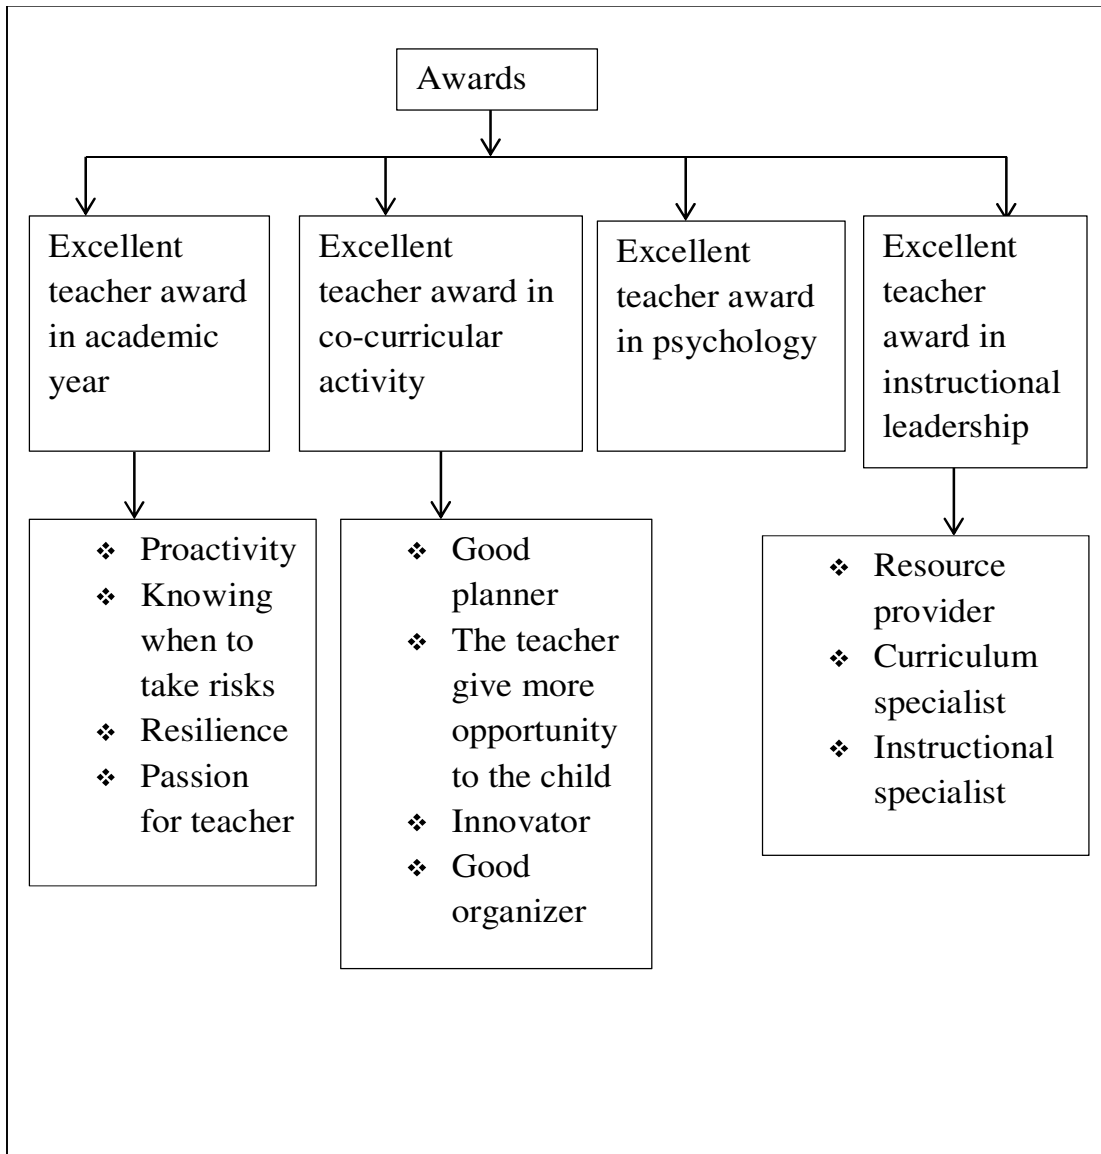 Awards
Excellent
teacher award
in academic
year
Excellent
teacher award in
co-curricular
activity
Excellent
teacher award
in psychology
Excellent
teacher
award in
instructional
leadership
❖ Proactivity
❖ Knowing
when to
take risks
❖ Resilience
❖ Passion
for teacher
❖ Good
planner
❖ The teacher
give more
opportunity
to the child
❖ Innovator
❖ Good
organizer
❖ Resource
provider
❖ Curriculum
specialist
❖ Instructional
specialist